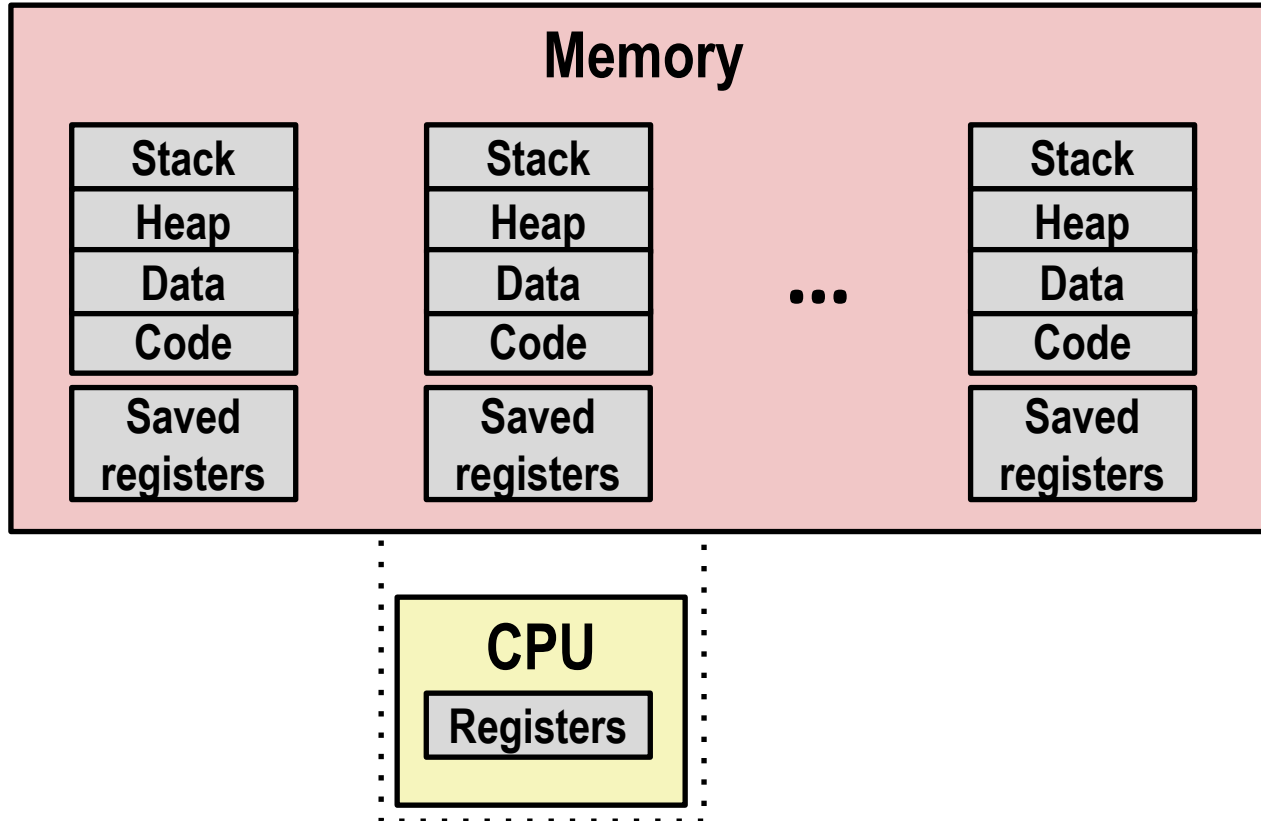 Memory
Stack
Heap
Data
Code
Saved
registers
Stack
Heap
Data
Code
Saved
registers
...
Stack
Heap
Data
Code
Saved
registers
CPU
Registers